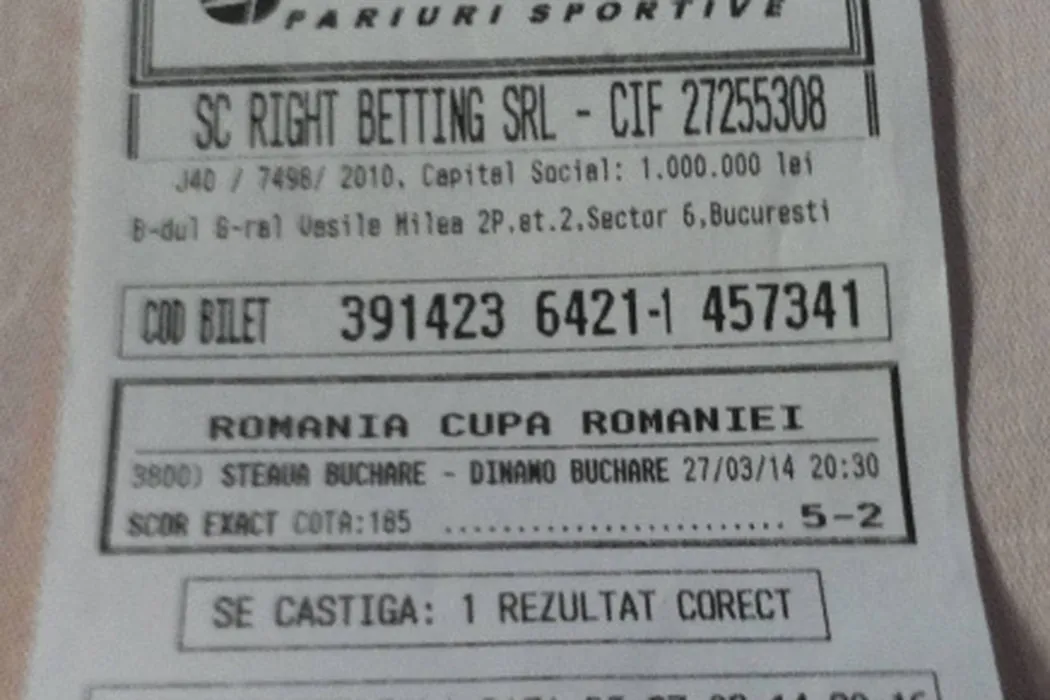 PARIURI SPORTIVE
SC RIGHT BETTING SRL - CIF 27255308
J40 / 7498/ 2010, Capital Social: 1.000.000 lei
B-dul G-ral Vasile Milea 2P,et.2,Sector 6,Bucuresti
COD BILET 391423 6421-1 457341
ROMANIA CUPA ROMANIEI
3800) STEAUA BUCHARE - DINAMO BUCHARE 27/03/14 20:30
SCOR EXACT COTA:185 ........................ 5-2
SE CASTIGA: 1 REZULTAT CORECT